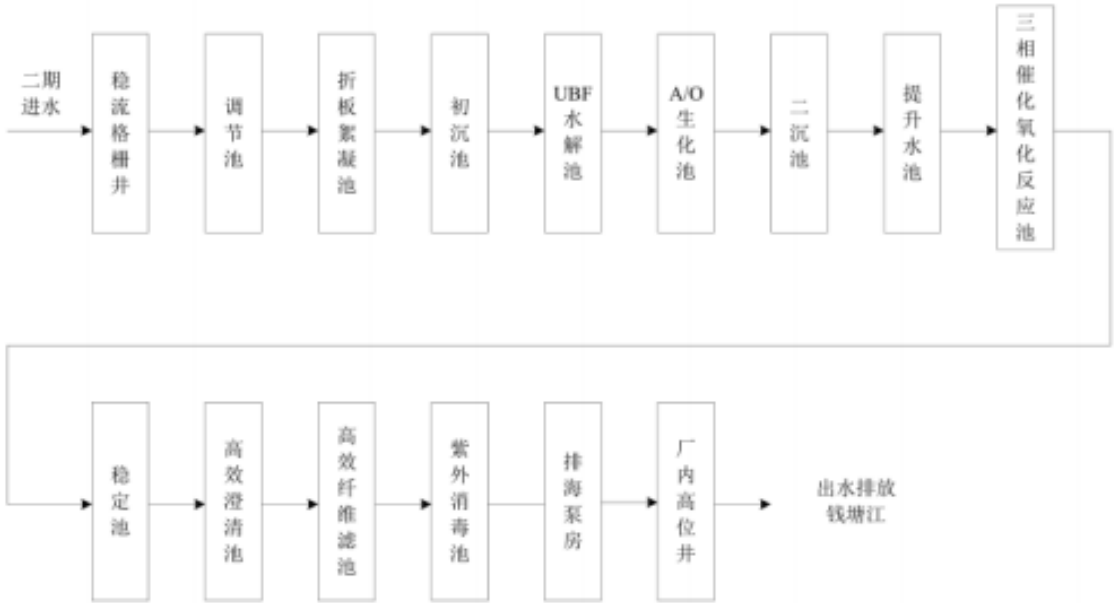 二期
进水
稳流格栅井
调节池
折板絮凝池
初沉池
UBF
水解池
A/O
生化池
二沉池
提升水池
三相催化氧化反应池
稳定池
高效澄清池
高效纤维滤池
紫外消毒池
排海泵房
厂内高位井
出水排放
钱塘江